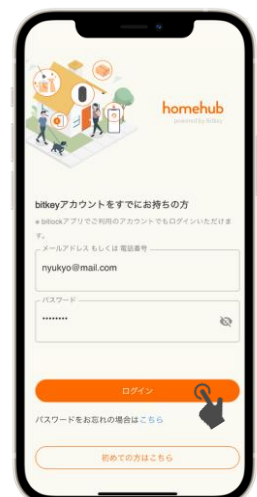 homehub
powered by Bitkey
bitkeyアカウントをすでにお持ちの方
※ bitlockアプリでご利用のアカウントでもログインいただけま
す。
メールアドレス もしくは 電話番号
nyukyo@mail.com
パスワード
••••••••
ログイン
パスワードをお忘れの場合はこちら
初めての方はこちら